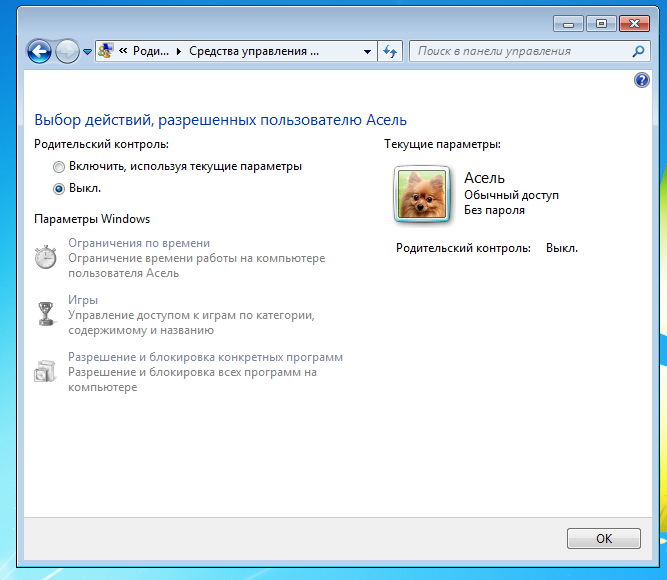 « Роди... ▸ Средства управления ...
Поиск в панели управления
Выбор действий, разрешенных пользователю Асель
Родительский контроль:
Включить, используя текущие параметры
Выкл.
Параметры Windows
Ограничения по времени
Ограничение времени работы на компьютере
пользователя Асель
Игры
Управление доступом к играм по категории,
содержимому и названию
Разрешение и блокировка конкретных программ
Разрешение и блокировка всех программ на
компьютере
Текущие параметры:
Асель
Обычный доступ
Без пароля
Родительский контроль: Выкл.
OK